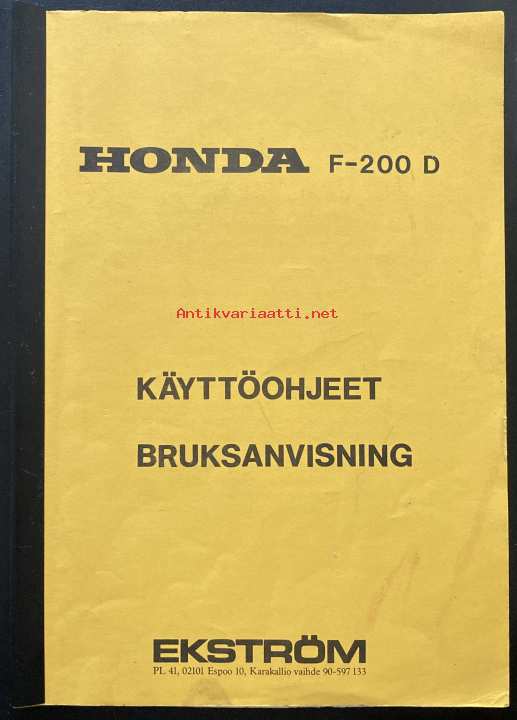 HONDA F-200 D
Antikvariaatti.net
KÄYTTÖOHJEET
BRUKSANVISNING
EKSTRÖM
PL 41, 02101 Espoo 10, Karakallio vaihde 90-597 133